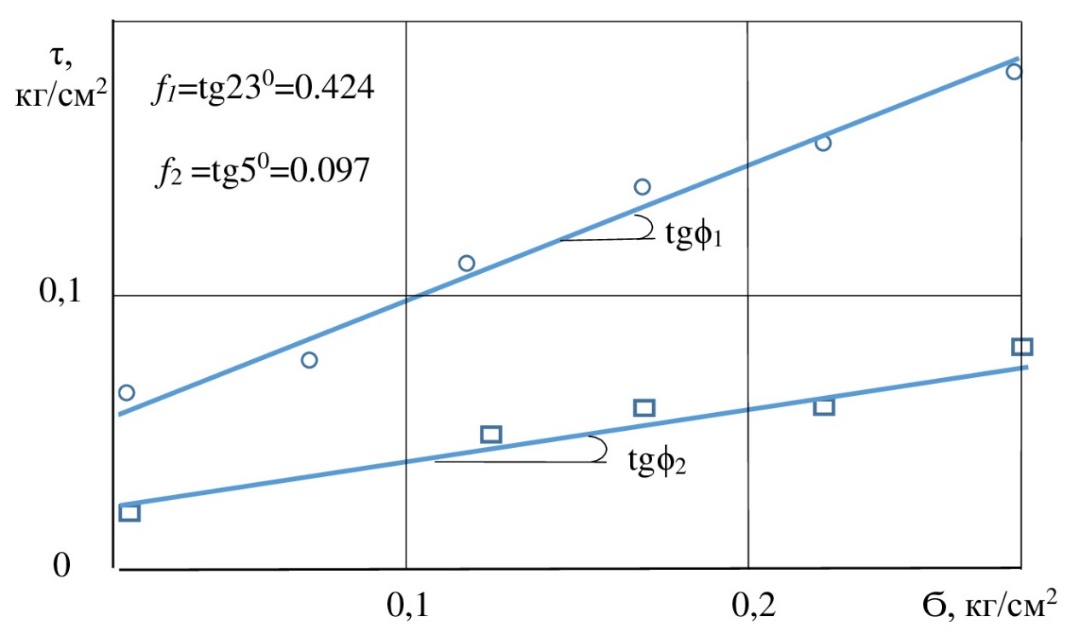 τ,
кг/см²
f₁=tg23⁰=0.424
f₂ =tg5⁰=0.097
tgϕ₁
0,1
tgϕ₂
0
0,1
0,2
Ϭ, кг/см²